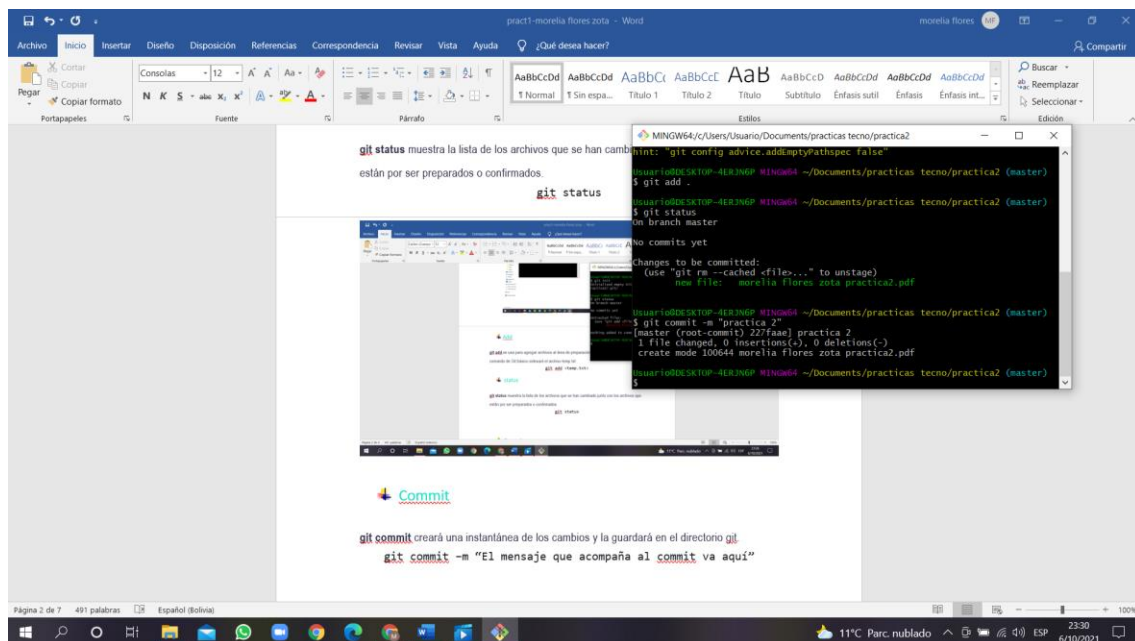 pract1-morelia flores zota - Word
morelia flores
MF
Archivo Inicio Insertar Diseño Disposición Referencias Correspondencia Revisar Vista Ayuda ¿Qué desea hacer?
Compartir
Pegar
Cortar
Copiar
Copiar formato
Consolas 12
N K S
AaBbCcDd AaBbCcDd AaBbCc AaBbCcE AaB AaBbCcD AaBbCcDd AaBbCcDd AaBbCcDd
¶ Normal ¶ Sin espa... Título 1 Título 2 Título Subtítulo Énfasis sutil Énfasis Énfasis int...
Buscar
Reemplazar
Seleccionar
Portapapeles Fuente Párrafo Estilos Edición
git status muestra la lista de los archivos que se han camb
están por ser preparados o confirmados.
git status
MINGW64:/c/Users/Usuario/Documents/practicas tecno/practica2
hint: "git config advice.addEmptyPathspec false"
Usuario@DESKTOP-4ERJN6P MINGW64 ~/Documents/practicas tecno/practica2 (master)
$ git add .
Usuario@DESKTOP-4ERJN6P MINGW64 ~/Documents/practicas tecno/practica2 (master)
$ git status
On branch master
No commits yet
Changes to be committed:
(use "git rm --cached <file>..." to unstage)
new file: morelia flores zota practica2.pdf
Usuario@DESKTOP-4ERJN6P MINGW64 ~/Documents/practicas tecno/practica2 (master)
$ git commit -m "practica 2"
[master (root-commit) 227faae] practica 2
1 file changed, 0 insertions(+), 0 deletions(-)
create mode 100644 morelia flores zota practica2.pdf
Usuario@DESKTOP-4ERJN6P MINGW64 ~/Documents/practicas tecno/practica2 (master)
$
Add
git add <temp.txt>
status
git status
Commit
git commit creará una instantánea de los cambios y la guardará en el directorio git.
git commit -m "El mensaje que acompaña al commit va aquí"
Página 2 de 7 491 palabras Español (Bolivia)
100%
11°C Parc. nublado ESP 23:30
6/10/2021